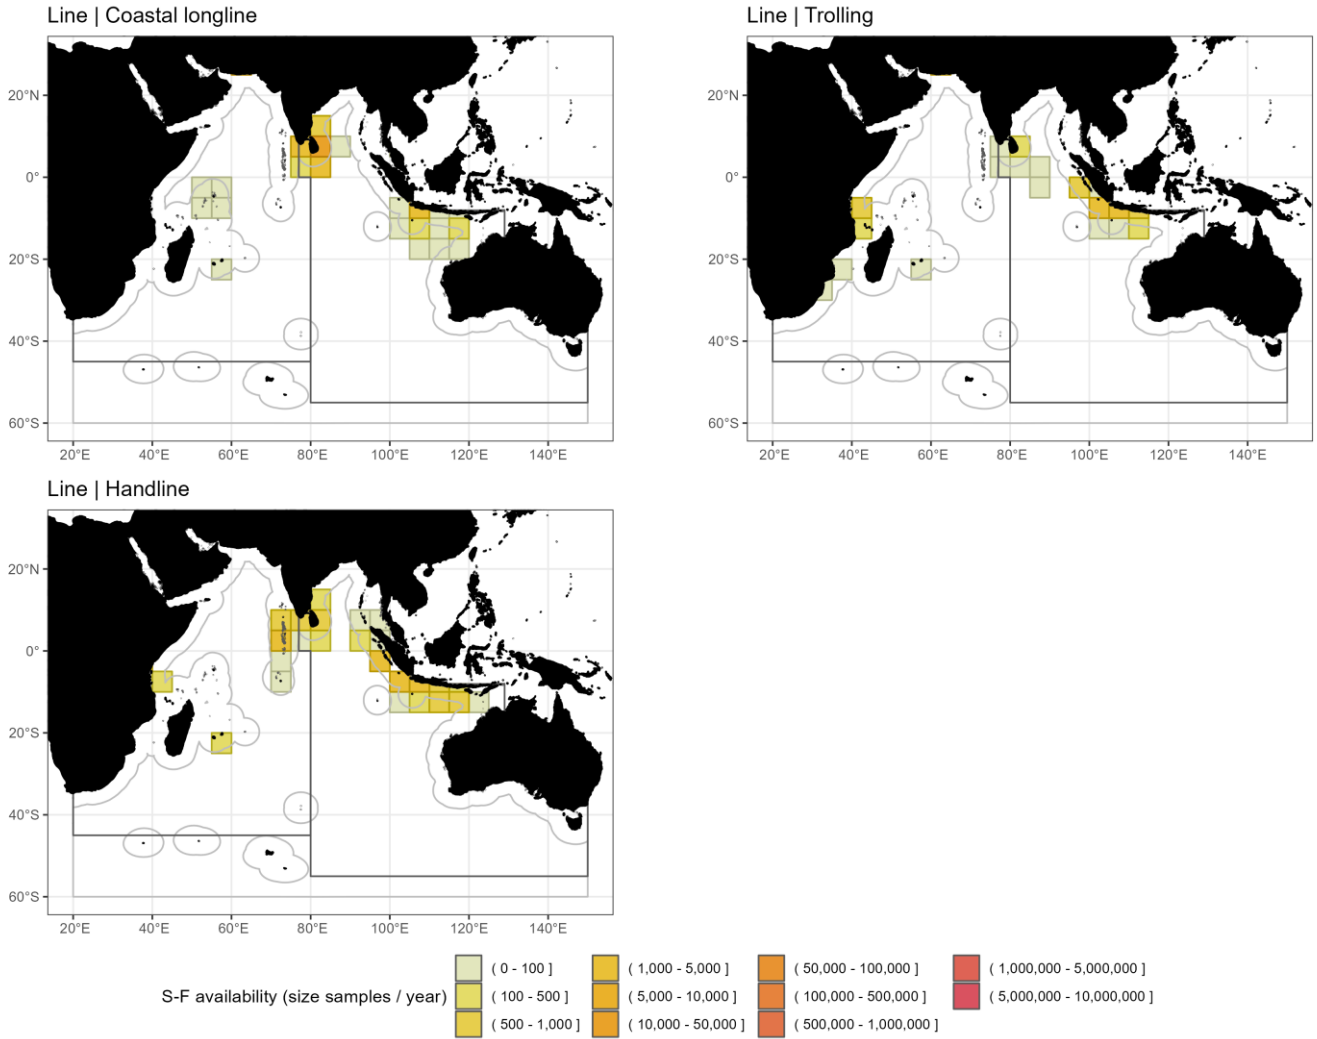 Line | Coastal longline
20°N
0°
20°S
40°S
60°S
20°E 40°E 60°E 80°E 100°E 120°E 140°E
Line | Trolling
20°N
0°
20°S
40°S
60°S
20°E 40°E 60°E 80°E 100°E 120°E 140°E
Line | Handline
20°N
0°
20°S
40°S
60°S
20°E 40°E 60°E 80°E 100°E 120°E 140°E
S-F availability (size samples / year)
( 0 - 100 ]
( 100 - 500 ]
( 500 - 1,000 ]
( 1,000 - 5,000 ]
( 5,000 - 10,000 ]
( 10,000 - 50,000 ]
( 50,000 - 100,000 ]
( 100,000 - 500,000 ]
( 500,000 - 1,000,000 ]
( 1,000,000 - 5,000,000 ]
( 5,000,000 - 10,000,000 ]